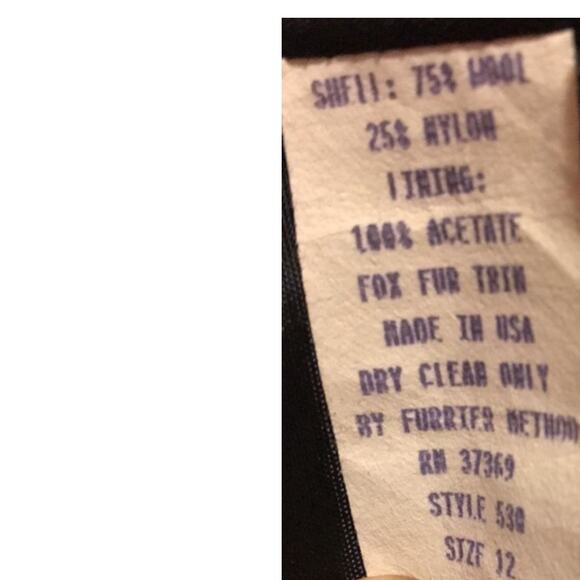 SHELL: 75% WOOL
25% NYLON
LINING:
100% ACETATE
FOX FUR TRIM
MADE IN USA
DRY CLEAN ONLY
BY FURRIER METHOD
RN 37369
STYLE 530
SIZE 12